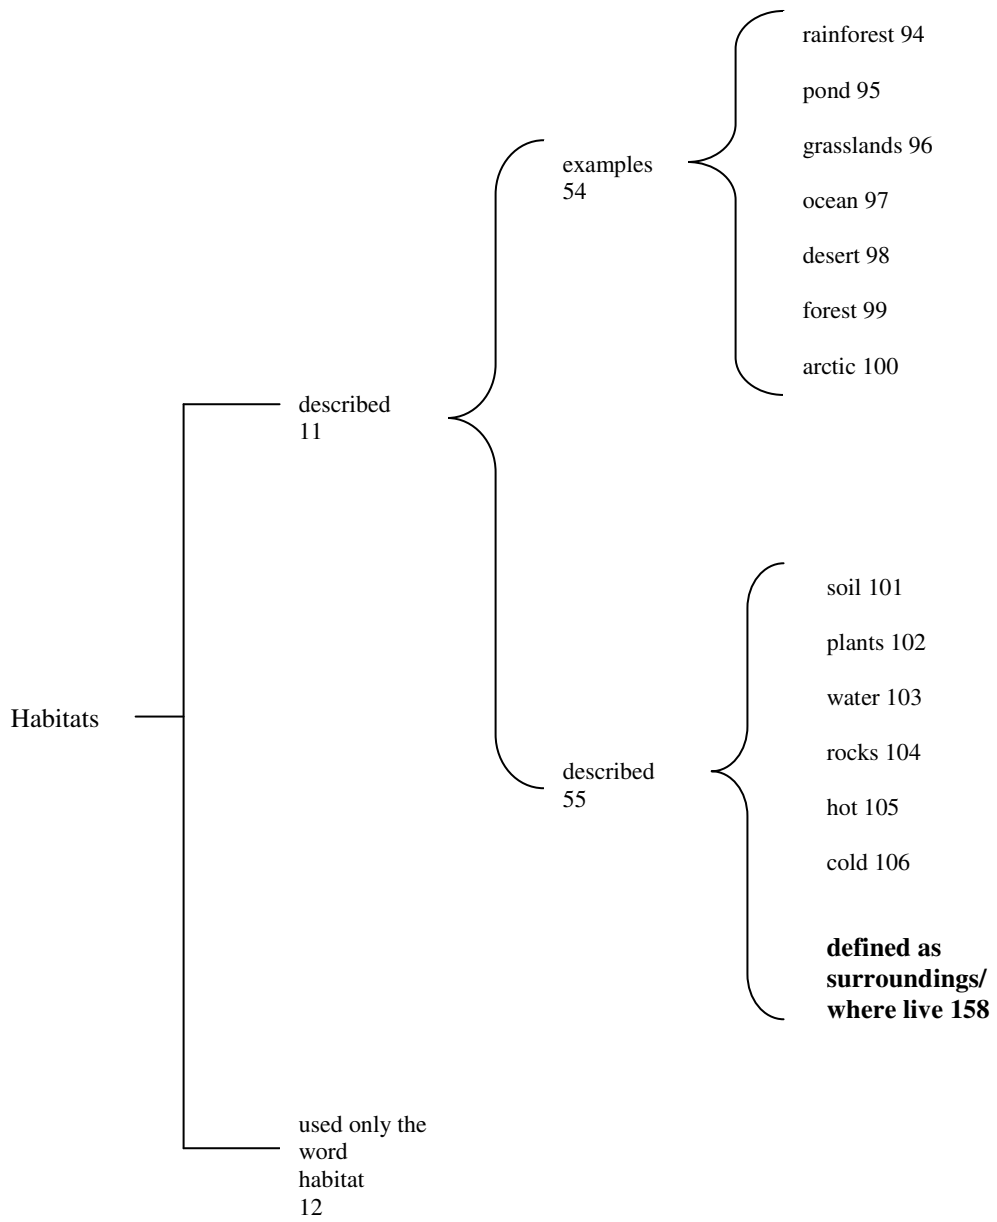 rainforest 94
pond 95
grasslands 96
ocean 97
desert 98
forest 99
arctic 100
examples
54
described
11
soil 101
plants 102
water 103
rocks 104
hot 105
cold 106
defined as
surroundings/
where live 158
described
55
Habitats
used only the
word
habitat
12